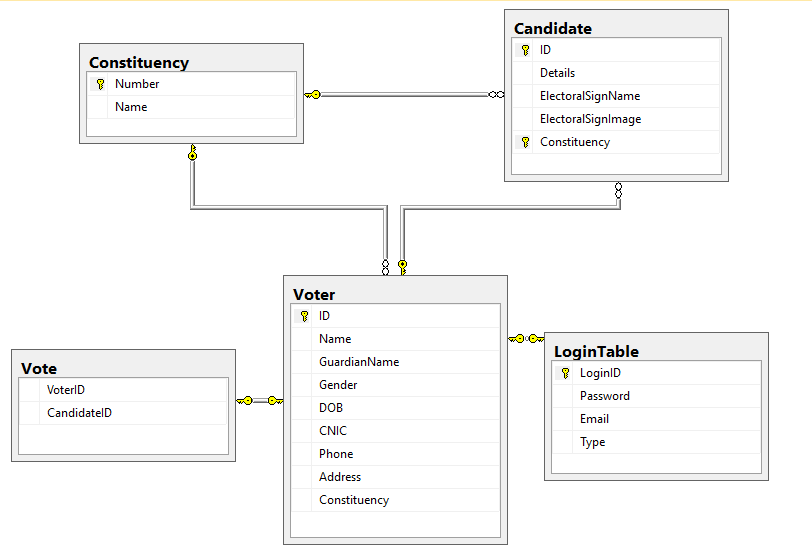 Constituency
Number
Name
Candidate
ID
Details
ElectoralSignName
ElectoralSignImage
Constituency
Voter
ID
Name
GuardianName
Gender
DOB
CNIC
Phone
Address
Constituency
Vote
VoterID
CandidateID
LoginTable
LoginID
Password
Email
Type